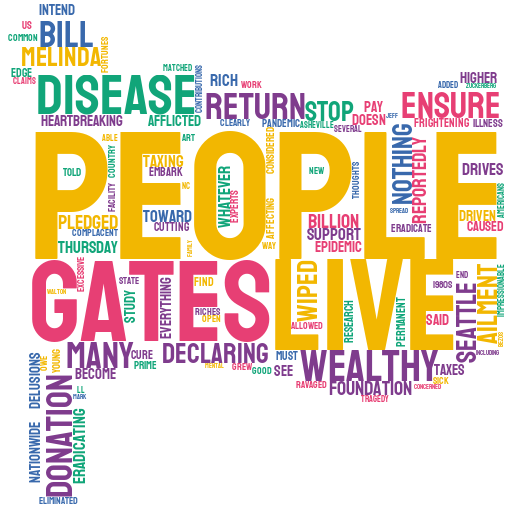 INTEND
US
BILL
COMMON
MELINDA
FORTUNES
EDGE
CLAIMS
MATCHED
DISEASE
CONTRIBUTIONS
RICH
WORK
HIGHER
ADDED
ZUCKERBERG
RETURN
STOP
PAY
ENSURE
HEARTBREAKING
AFFLICTED
CLEARLY
PANDEMIC
ASHEVILLE
DOESN
JEFF
FRIGHTENING
ILLNESS
SEVERAL
ABLE
ART
PEOPLE
CONSIDERED
NOTHING
REPORTEDLY
TOLD
COUNTRY
TAXING
EMBARK
WHATEVER
EXPERTS
NEW
THOUGHTS
DRIVES
FACILITY
NC
AFFECTING
AMERICANS
PLEDGED
TOWARD
CUTTING
BILLION
SPREAD
DRIVEN
CAUSED
COMPLACENT
SUPPORT
ERADICATE
THURSDAY
FAMILY
WAY
EPIDEMIC
GATES
LIVE
WIPED
EXCESSIVE
STATE
FIND
1980S
END
SEATTLE
AILMENT
IMPRESSIONABLE
WALTON
STUDY
EVERYTHING
RICHES
OPEN
ALLOWED
RESEARCH
PERMANENT
SAID
BEZOS
MANY
CURE
PRIME
DECLARING
MUST
WEALTHY
INCLUDING
OWE
YOUNG
BECOME
MENTAL
GREW
GOOD
SEE
TAXES
DELUSIONS
LL
MARK
RAVAGED
FOUNDATION
CONCERNED
SICK
TRAGEDY
DONATION
ERADICATING
NATIONWIDE
ELIMINATED